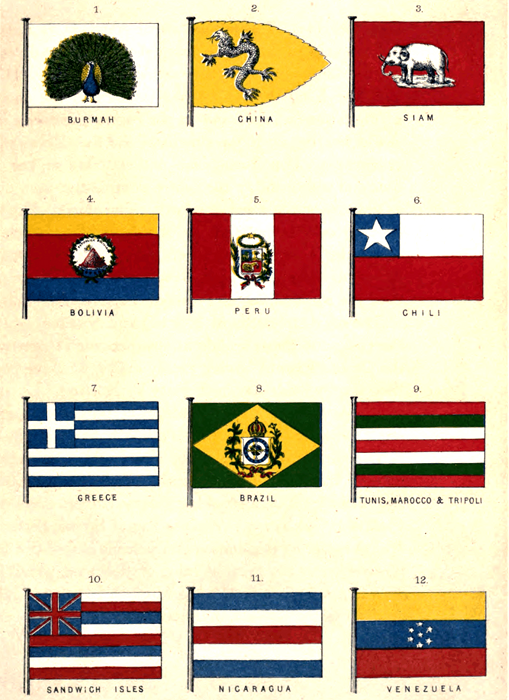 1. 2. 3.
BURMAH CHINA SIAM
4. 5. 6.
BOLIVIA PERU CHILI
7. 8. 9.
GREECE BRAZIL TUNIS, MAROCCO & TRIPOLI
10. 11. 12.
SANDWICH ISLES NICARAGUA VENEZUELA